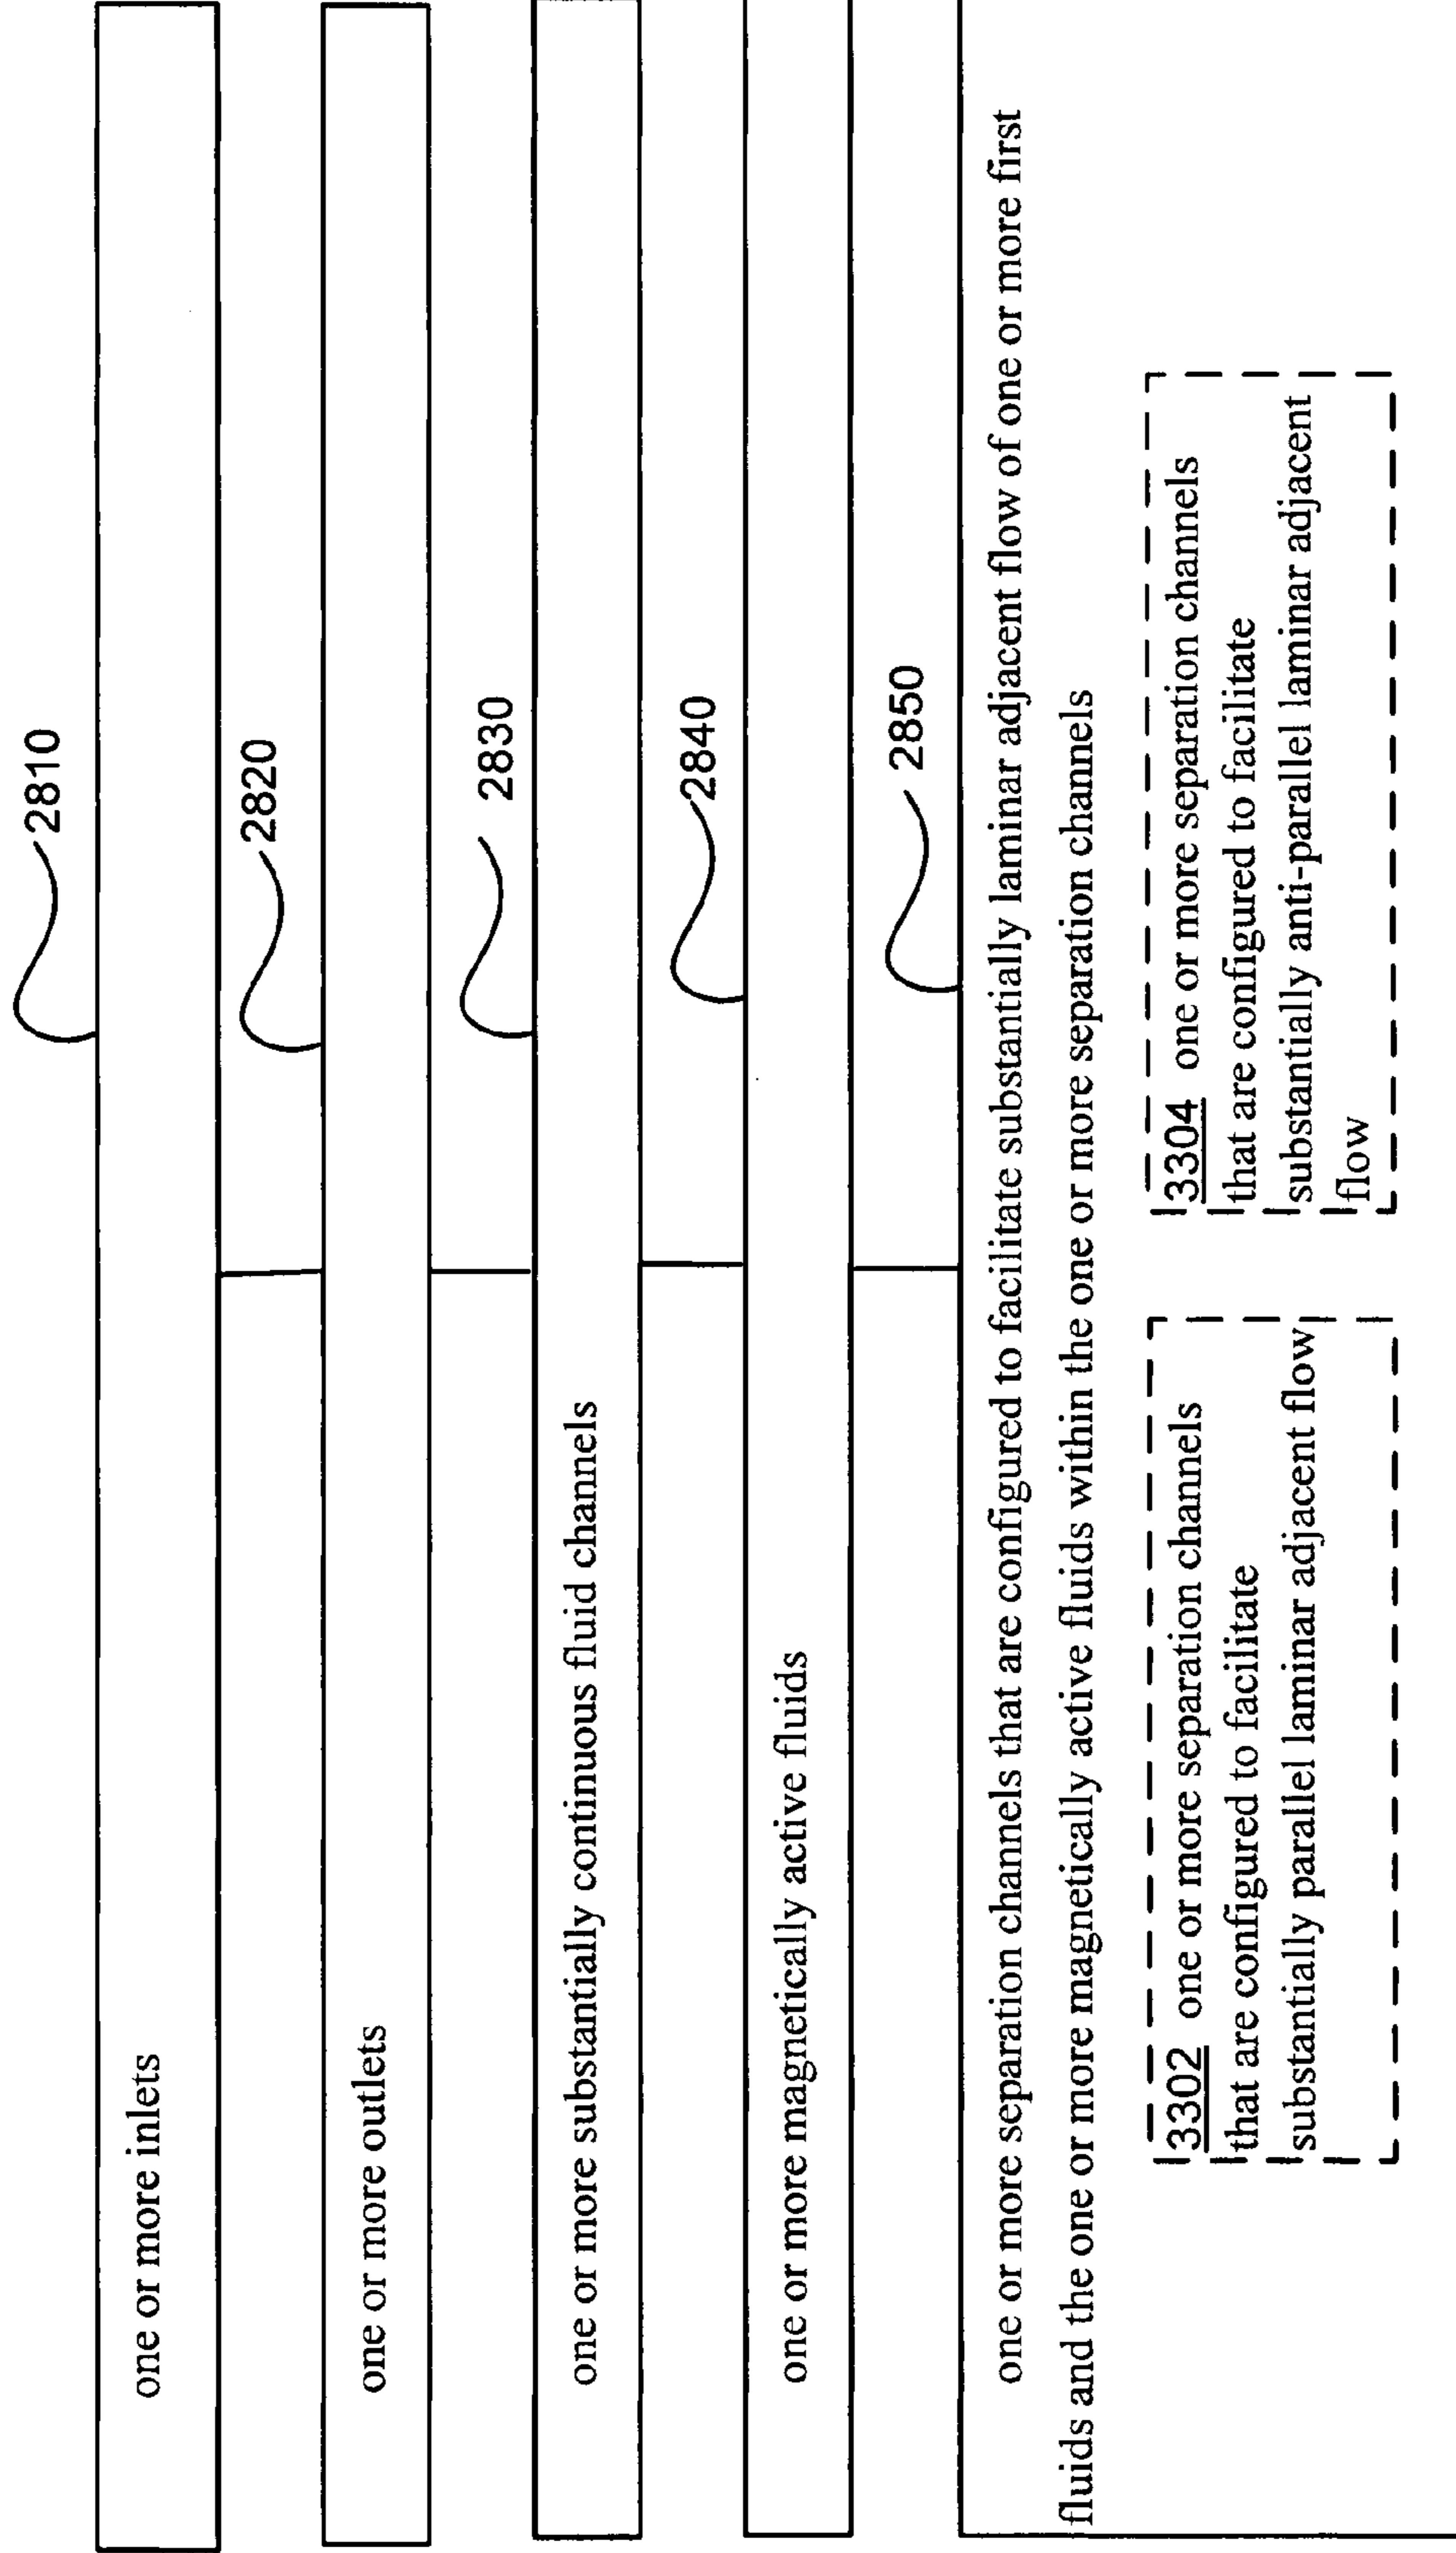 2810
one or more inlets
2820
one or more outlets
2830
one or more substantially continuous fluid channels
2840
one or more magnetically active fluids
2850
one or more separation channels that are configured to facilitate substantially laminar adjacent flow of one or more first
fluids and the one or more magnetically active fluids within the one or more separation channels
3302 one or more separation channels
that are configured to facilitate
substantially parallel laminar adjacent flow
3304 one or more separation channels
that are configured to facilitate
substantially anti-parallel laminar adjacent
flow